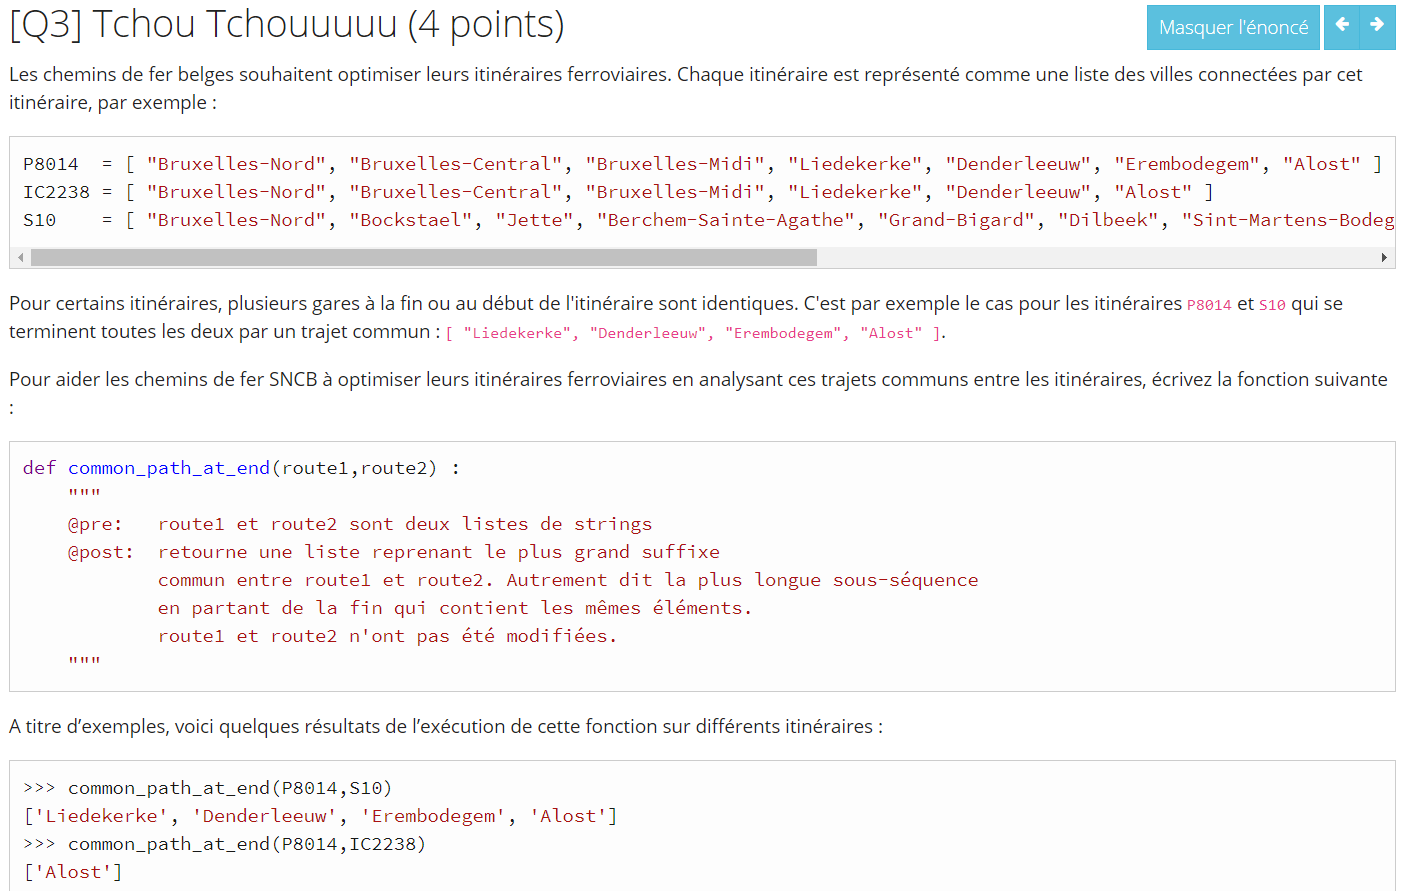 [Q3] Tchou Tchouuuuu (4 points)
Masquer l'énoncé
Les chemins de fer belges souhaitent optimiser leurs itinéraires ferroviaires. Chaque itinéraire est représenté comme une liste des villes connectées par cet
itinéraire, par exemple :
P8014  = [ "Bruxelles-Nord", "Bruxelles-Central", "Bruxelles-Midi", "Liedekerke", "Denderleeuw", "Erembodegem", "Alost" ]
IC2238 = [ "Bruxelles-Nord", "Bruxelles-Central", "Bruxelles-Midi", "Liedekerke", "Denderleeuw", "Alost" ]
S10    = [ "Bruxelles-Nord", "Bockstael", "Jette", "Berchem-Sainte-Agathe", "Grand-Bigard", "Dilbeek", "Sint-Martens-Bodeg
Pour certains itinéraires, plusieurs gares à la fin ou au début de l'itinéraire sont identiques. C'est par exemple le cas pour les itinéraires P8014 et S10 qui se
terminent toutes les deux par un trajet commun : [ "Liedekerke", "Denderleeuw", "Erembodegem", "Alost" ].
Pour aider les chemins de fer SNCB à optimiser leurs itinéraires ferroviaires en analysant ces trajets communs entre les itinéraires, écrivez la fonction suivante
:
def common_path_at_end(route1,route2) :
    """
    @pre:   route1 et route2 sont deux listes de strings
    @post:  retourne une liste reprenant le plus grand suffixe
            commun entre route1 et route2. Autrement dit la plus longue sous-séquence
            en partant de la fin qui contient les mêmes éléments.
            route1 et route2 n'ont pas été modifiées.
    """
A titre d’exemples, voici quelques résultats de l’exécution de cette fonction sur différents itinéraires :
>>> common_path_at_end(P8014,S10)
['Liedekerke', 'Denderleeuw', 'Erembodegem', 'Alost']
>>> common_path_at_end(P8014,IC2238)
['Alost']